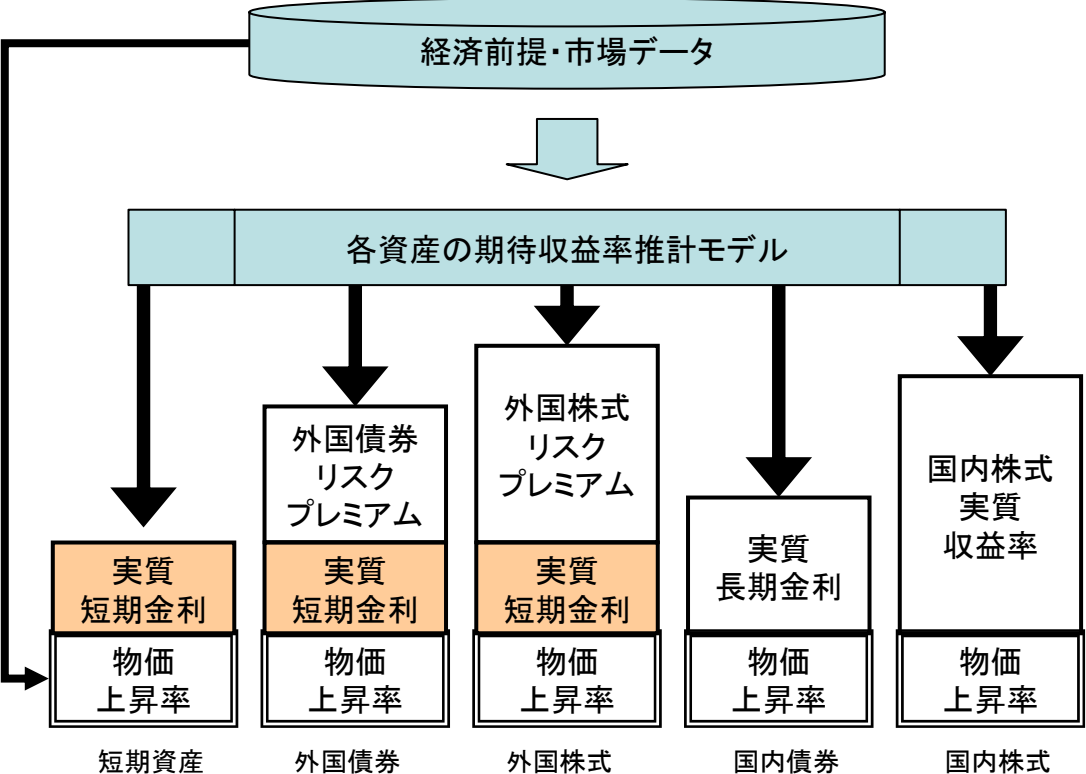 経済前提・市場データ
各資産の期待収益率推計モデル
外国債券
リスク
プレミアム
外国株式
リスク
プレミアム
国内株式
実質
収益率
実質
短期金利
実質
短期金利
実質
短期金利
実質
長期金利
物価
上昇率
物価
上昇率
物価
上昇率
物価
上昇率
物価
上昇率
短期資産
外国債券
外国株式
国内債券
国内株式